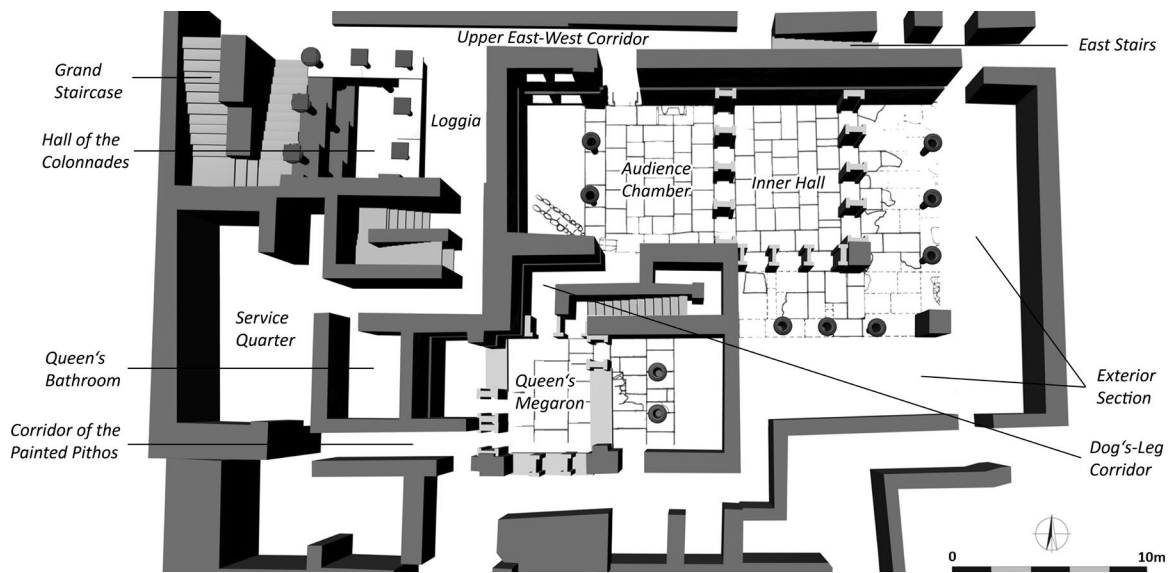 Upper East-West Corridor
East Stairs
Grand
Staircase
Hall of the
Colonnades
Loggia
Audience
Chamber
Inner Hall
Service
Quarter
Queen's
Bathroom
Queen's
Megaron
Corridor of the
Painted Pithos
Exterior
Section
Dog's-Leg
Corridor
0 10m